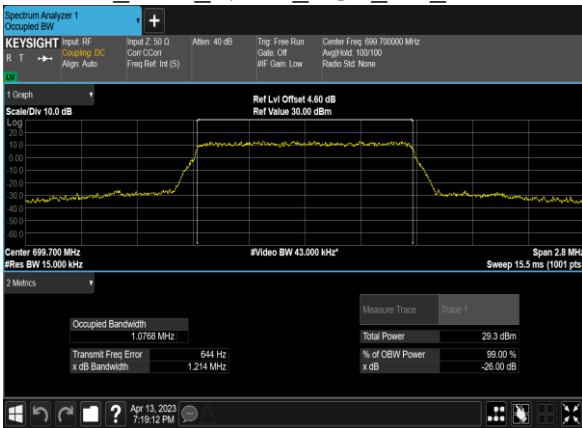 Spectrum Analyzer 1
Occupied BW
+
KEYSIGHT
R T
LW
Input: RF
Coupling: DC
Align: Auto
Input Z: 50 Ω
Corr CCorr
Freq Ref: Int (S)
Atten: 40 dB
Trig: Free Run
Gate: Off
#IF Gain: Low
Center Freq: 699.700000 MHz
Avg|Hold: 100/100
Radio Std: None
1 Graph
Scale/Div 10.0 dB
Ref Lvl Offset 4.60 dB
Ref Value 30.00 dBm
Log
20.0
10.0
0.00
-10.0
-20.0
-30.0
-40.0
-50.0
-60.0
Center 699.700 MHz
#Res BW 15.000 kHz
#Video BW 43.000 kHz*
Span 2.8 MHz
Sweep 15.5 ms (1001 pts
2 Metrics
Measure Trace
Trace 1
Occupied Bandwidth
1.0768 MHz
Total Power
29.3 dBm
Transmit Freq Error
644 Hz
% of OBW Power
99.00 %
x dB Bandwidth
1.214 MHz
x dB
-26.00 dB
?
Apr 13, 2023
7:19:12 PM